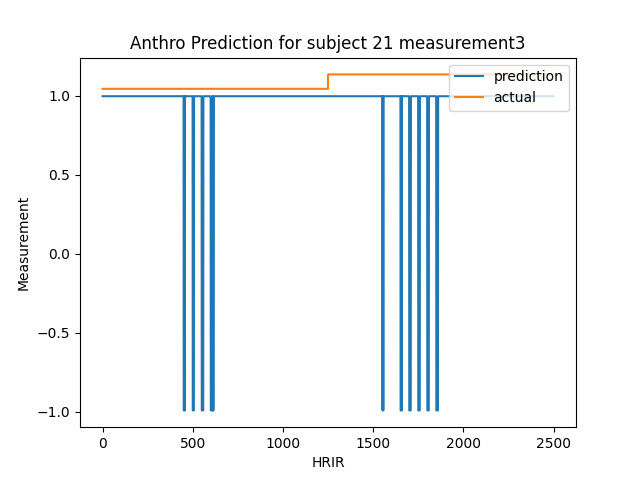 Anthro Prediction for subject 21 measurement3
prediction
actual
1.0
0.5
0.0
−0.5
−1.0
Measurement
0
500
1000
1500
2000
2500
HRIR